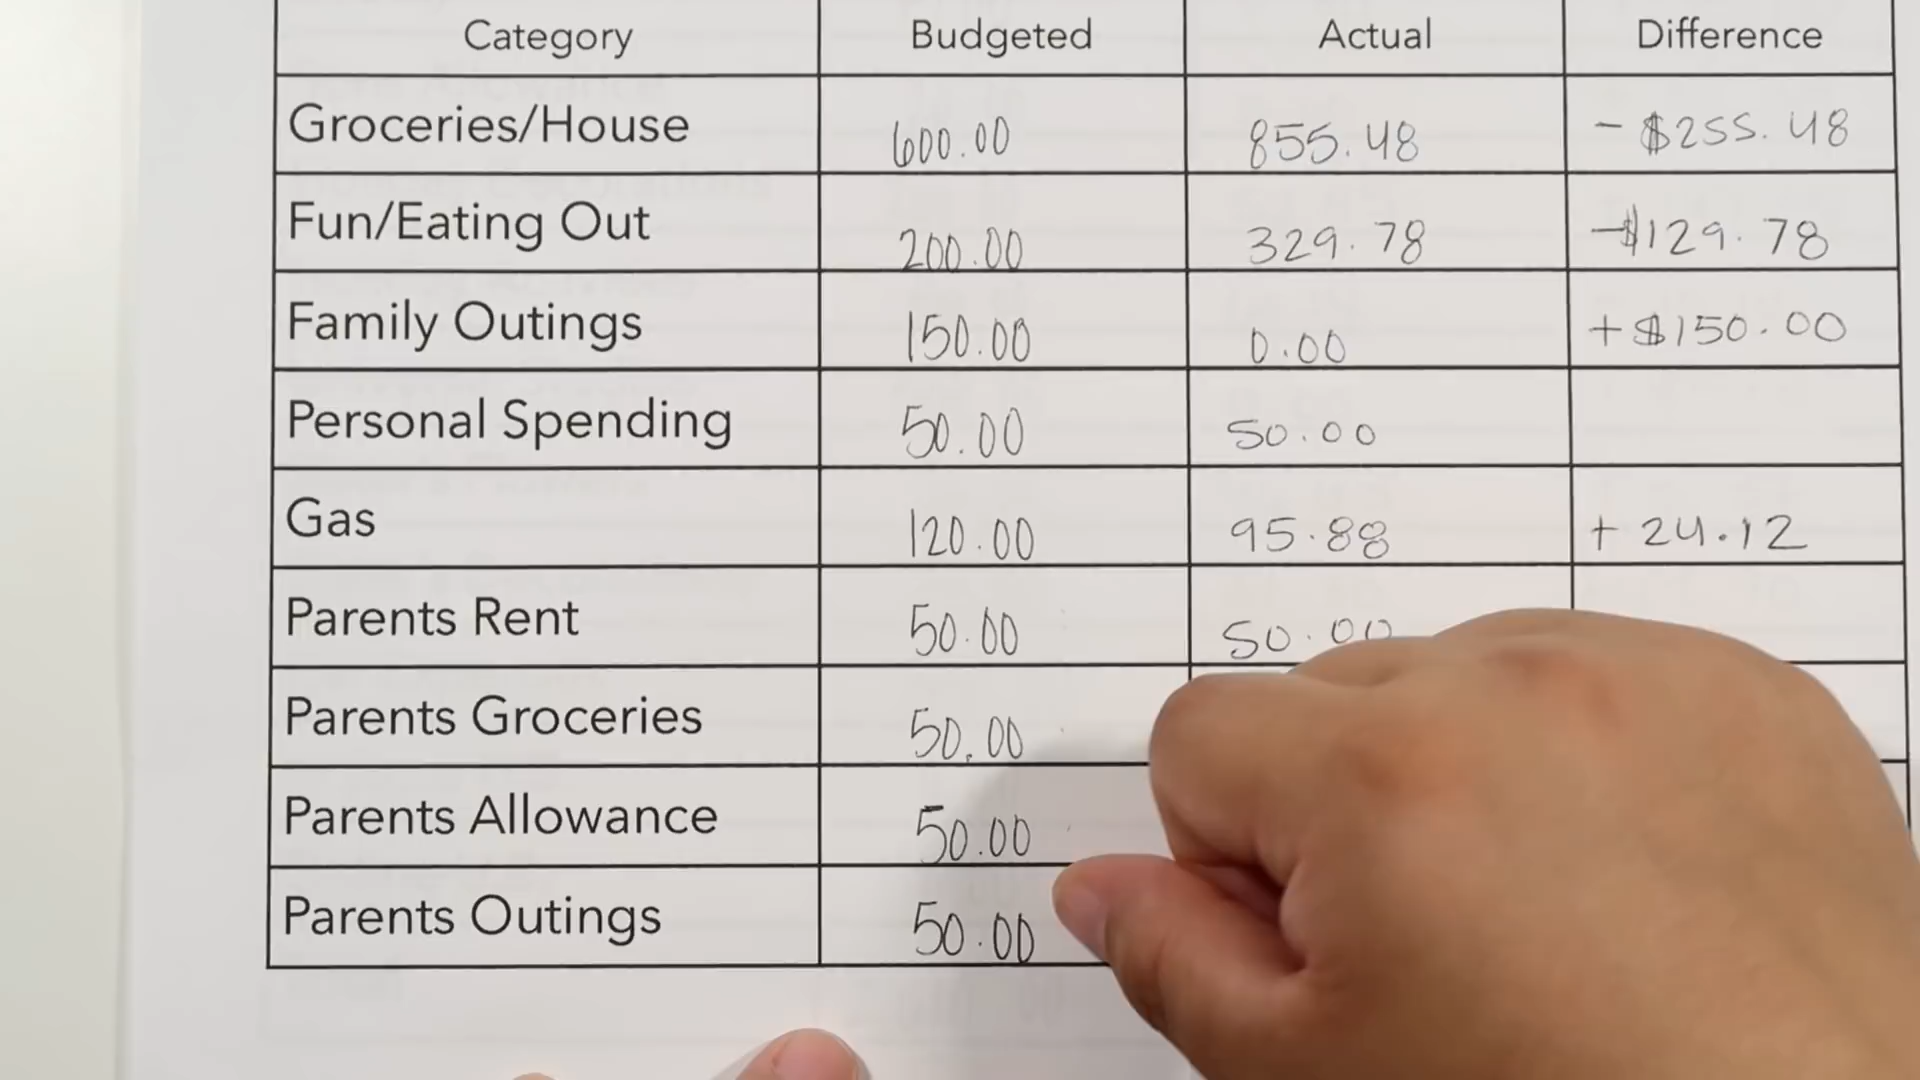 Category Budgeted Actual Difference
Groceries/House 600.00 855.48 - $255.48
Fun/Eating Out 200.00 329.78 -$129.78
Family Outings 150.00 0.00 + $150.00
Personal Spending 50.00 50.00
Gas 120.00 95.88 + 24.12
Parents Rent 50.00 50.00
Parents Groceries 50.00
Parents Allowance 50.00
Parents Outings 50.00